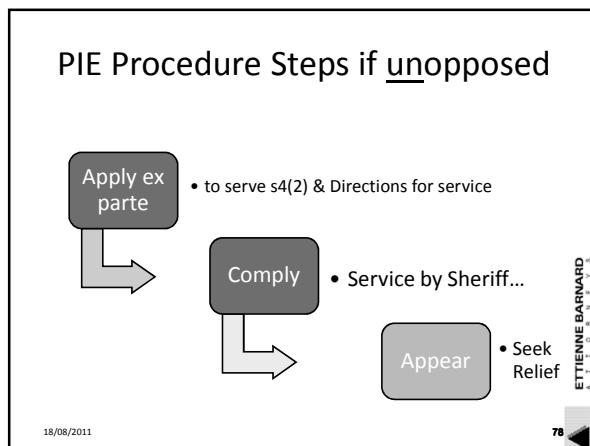 PIE Procedure Steps if unopposed
Apply ex
parte
• to serve s4(2) & Directions for service
Comply
• Service by Sheriff…
Appear
• Seek
Relief
ETTIENNE BARNARD
ATTORNEYS
18/08/2011
78